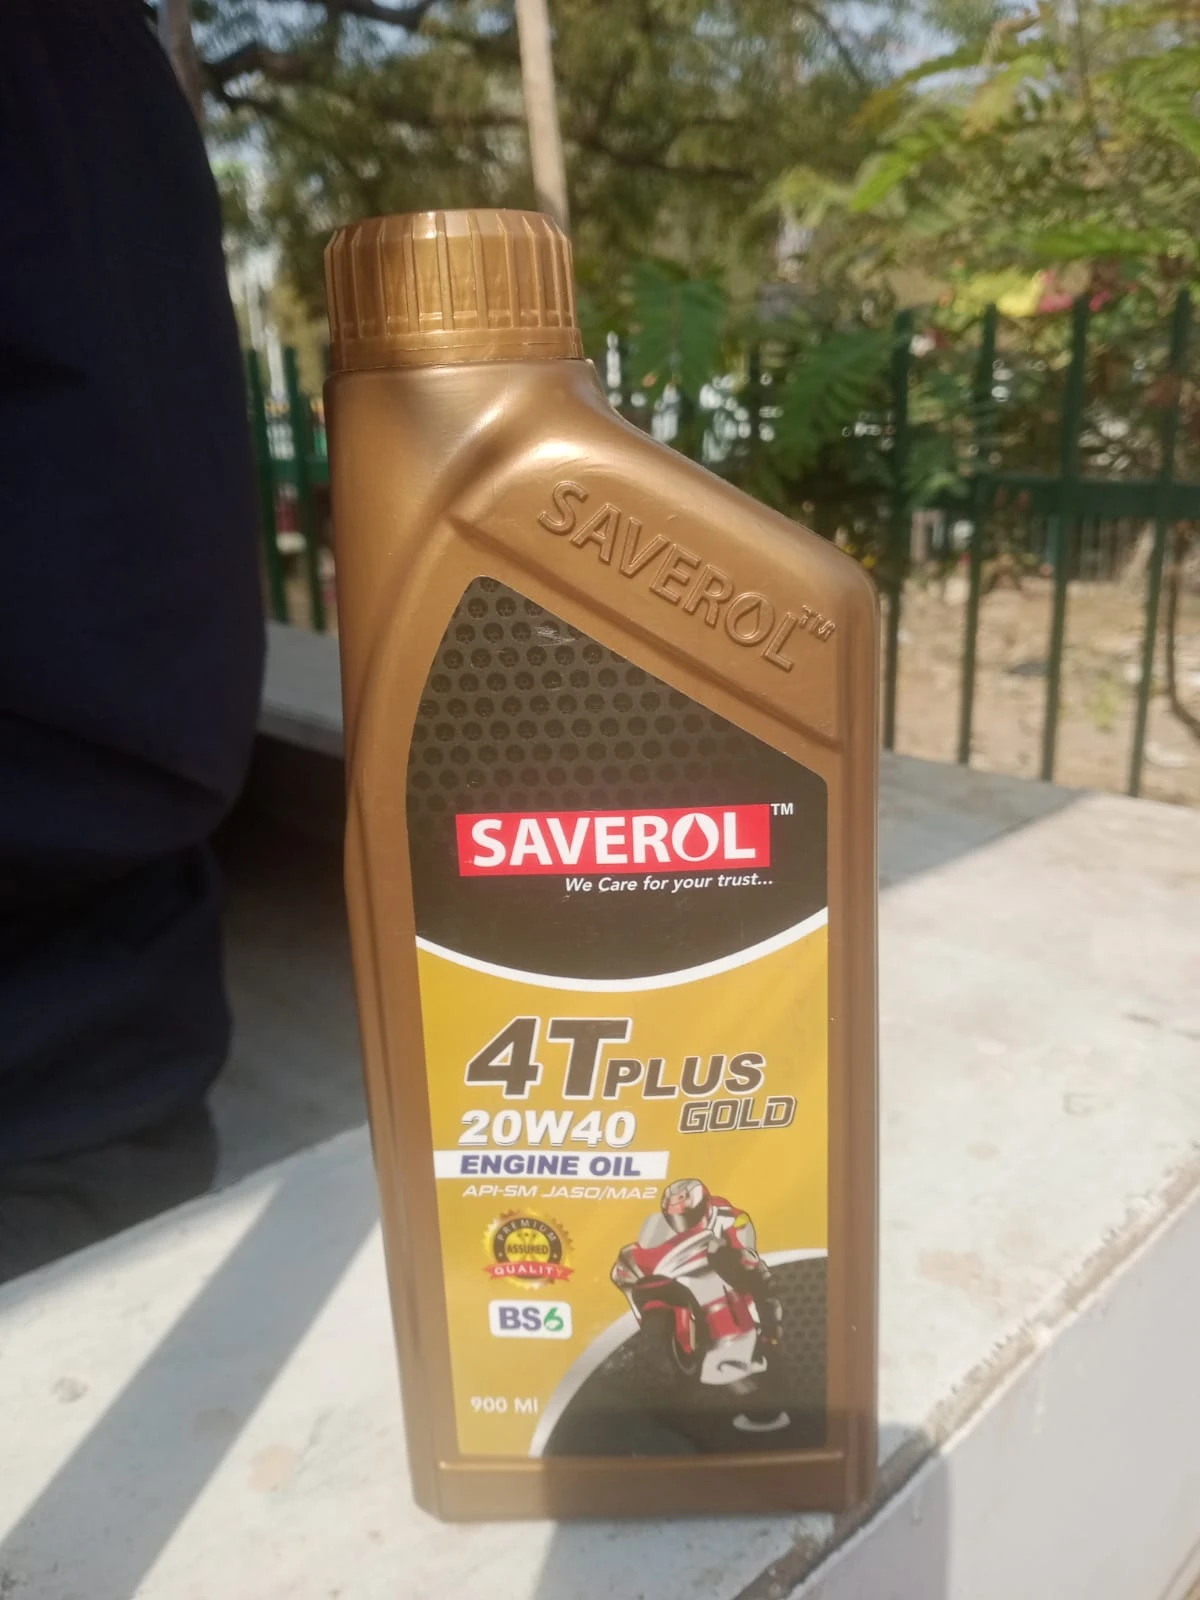 SAVEROL™
SAVEROL™
We Care for your trust...
4T PLUS
GOLD
20W40
ENGINE OIL
API-SM JASO/MA2
PREMIUM
ASSURED
QUALITY
BS6
900 Ml